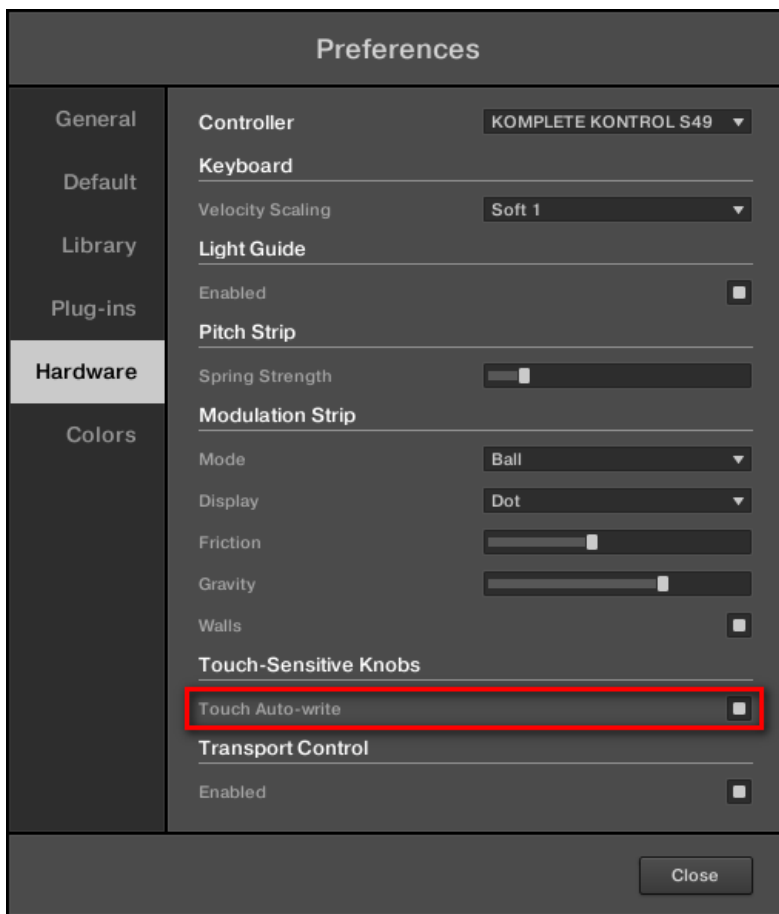 Preferences
General
Default
Library
Plug-ins
Hardware
Colors
Controller KOMPLETE KONTROL S49
Keyboard
Velocity Scaling Soft 1
Light Guide
Enabled
Pitch Strip
Spring Strength
Modulation Strip
Mode Ball
Display Dot
Friction
Gravity
Walls
Touch-Sensitive Knobs
Touch Auto-write
Transport Control
Enabled
Close